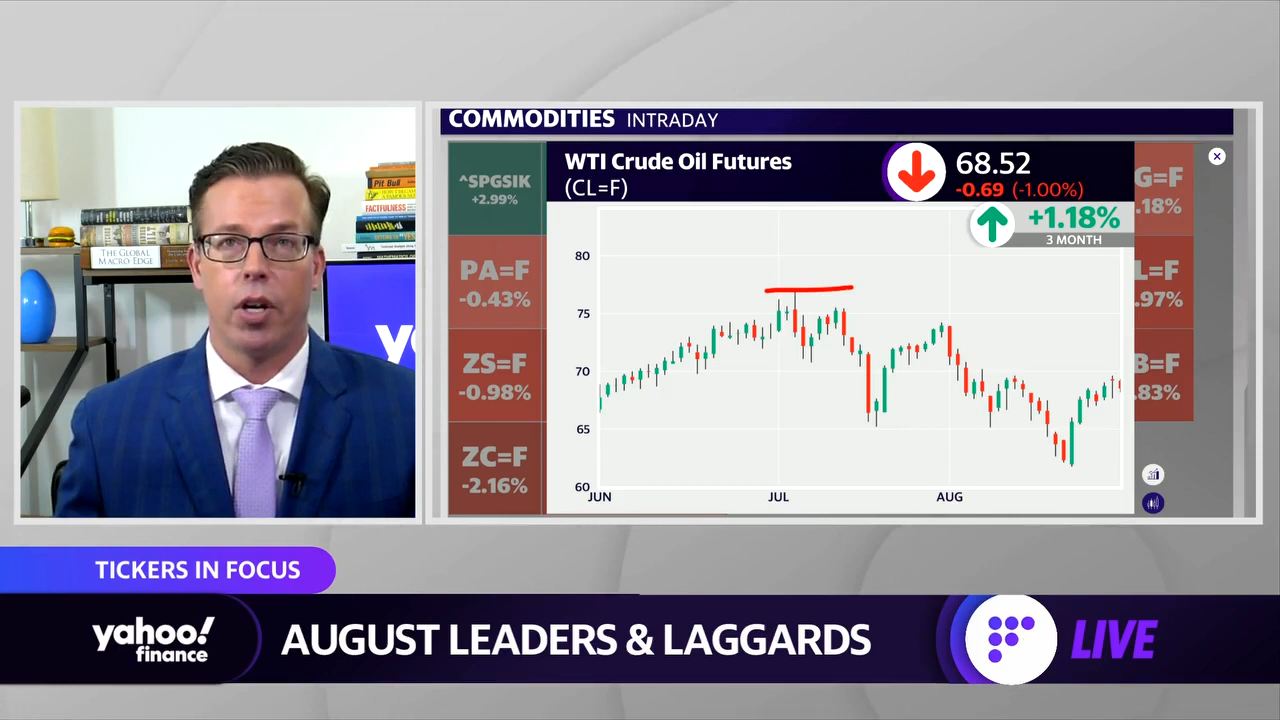 COMMODITIES INTRADAY
WTI Crude Oil Futures
(CL=F)
68.52
-0.69 (-1.00%)
+1.18%
3 MONTH
^SPGSIK
+2.99%
PA=F
-0.43%
ZS=F
-0.98%
ZC=F
-2.16%
G=F
.18%
L=F
.97%
B=F
.83%
80
75
70
65
60
JUN JUL AUG
Pit Bull
FACTFULNESS
THE GLOBAL
MACRO EDGE
TICKERS IN FOCUS
yahoo!
finance
AUGUST LEADERS & LAGGARDS
LIVE